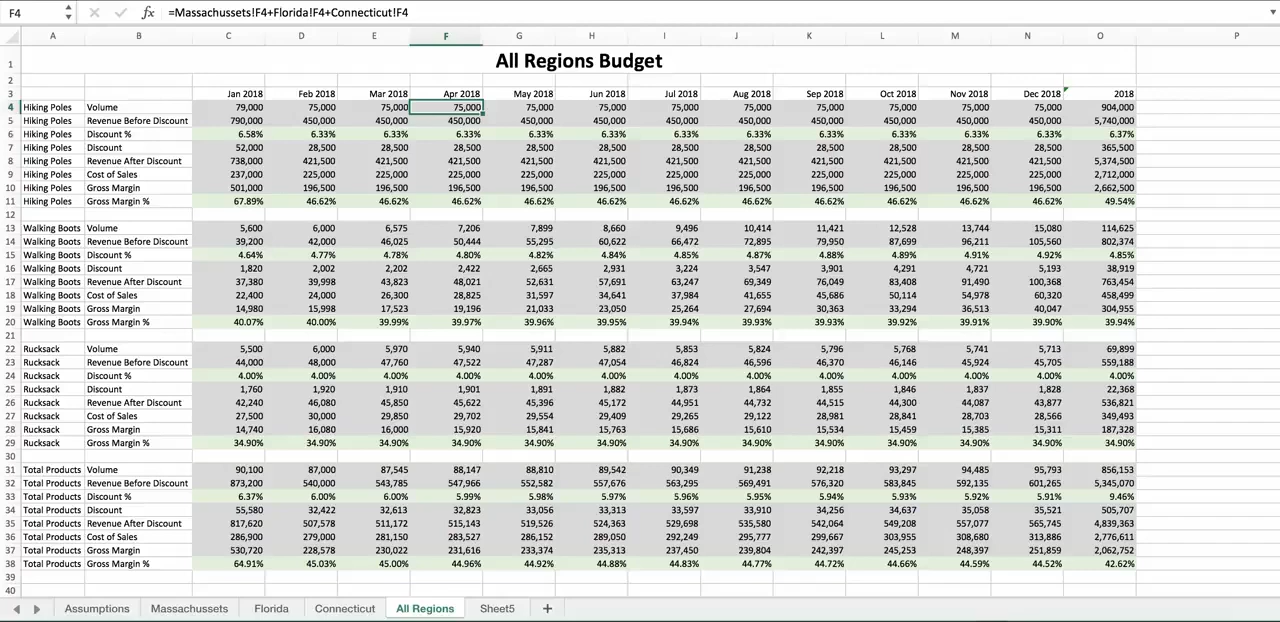 F4 fx =Massachussets!F4+Florida!F4+Connecticut!F4
A B C D E F G H I J K L M N O P
1 All Regions Budget
2
3 Jan 2018 Feb 2018 Mar 2018 Apr 2018 May 2018 Jun 2018 Jul 2018 Aug 2018 Sep 2018 Oct 2018 Nov 2018 Dec 2018 2018
4 Hiking Poles Volume 79,000 75,000 75,000 75,000 75,000 75,000 75,000 75,000 75,000 75,000 75,000 75,000 904,000
5 Hiking Poles Revenue Before Discount 790,000 450,000 450,000 450,000 450,000 450,000 450,000 450,000 450,000 450,000 450,000 450,000 5,740,000
6 Hiking Poles Discount % 6.58% 6.33% 6.33% 6.33% 6.33% 6.33% 6.33% 6.33% 6.33% 6.33% 6.33% 6.33% 6.37%
7 Hiking Poles Discount 52,000 28,500 28,500 28,500 28,500 28,500 28,500 28,500 28,500 28,500 28,500 28,500 365,500
8 Hiking Poles Revenue After Discount 738,000 421,500 421,500 421,500 421,500 421,500 421,500 421,500 421,500 421,500 421,500 421,500 5,374,500
9 Hiking Poles Cost of Sales 237,000 225,000 225,000 225,000 225,000 225,000 225,000 225,000 225,000 225,000 225,000 225,000 2,712,000
10 Hiking Poles Gross Margin 501,000 196,500 196,500 196,500 196,500 196,500 196,500 196,500 196,500 196,500 196,500 196,500 2,662,500
11 Hiking Poles Gross Margin % 67.89% 46.62% 46.62% 46.62% 46.62% 46.62% 46.62% 46.62% 46.62% 46.62% 46.62% 46.62% 49.54%
12
13 Walking Boots Volume 5,600 6,000 6,575 7,206 7,899 8,660 9,496 10,414 11,421 12,528 13,744 15,080 114,625
14 Walking Boots Revenue Before Discount 39,200 42,000 46,025 50,444 55,295 60,622 66,472 72,895 79,950 87,699 96,211 105,560 802,374
15 Walking Boots Discount % 4.64% 4.77% 4.78% 4.80% 4.82% 4.84% 4.85% 4.87% 4.88% 4.89% 4.91% 4.92% 4.85%
16 Walking Boots Discount 1,820 2,002 2,202 2,422 2,665 2,931 3,224 3,547 3,901 4,291 4,721 5,193 38,919
17 Walking Boots Revenue After Discount 37,380 39,998 43,823 48,021 52,631 57,691 63,247 69,349 76,049 83,408 91,490 100,368 763,454
18 Walking Boots Cost of Sales 22,400 24,000 26,300 28,825 31,597 34,641 37,984 41,655 45,686 50,114 54,978 60,320 458,499
19 Walking Boots Gross Margin 14,980 15,998 17,523 19,196 21,033 23,050 25,264 27,694 30,363 33,294 36,513 40,047 304,955
20 Walking Boots Gross Margin % 40.07% 40.00% 39.99% 39.97% 39.96% 39.95% 39.94% 39.93% 39.93% 39.92% 39.91% 39.90% 39.94%
21
22 Rucksack Volume 5,500 6,000 5,970 5,940 5,911 5,882 5,853 5,824 5,796 5,768 5,741 5,713 69,899
23 Rucksack Revenue Before Discount 44,000 48,000 47,760 47,522 47,287 47,054 46,824 46,596 46,370 46,146 45,924 45,705 559,188
24 Rucksack Discount % 4.00% 4.00% 4.00% 4.00% 4.00% 4.00% 4.00% 4.00% 4.00% 4.00% 4.00% 4.00% 4.00%
25 Rucksack Discount 1,760 1,920 1,910 1,901 1,891 1,882 1,873 1,864 1,855 1,846 1,837 1,828 22,368
26 Rucksack Revenue After Discount 42,240 46,080 45,850 45,622 45,396 45,172 44,951 44,732 44,515 44,300 44,087 43,877 536,821
27 Rucksack Cost of Sales 27,500 30,000 29,850 29,702 29,554 29,409 29,265 29,122 28,981 28,841 28,703 28,566 349,493
28 Rucksack Gross Margin 14,740 16,080 16,000 15,920 15,841 15,763 15,686 15,610 15,534 15,459 15,385 15,311 187,328
29 Rucksack Gross Margin % 34.90% 34.90% 34.90% 34.90% 34.90% 34.90% 34.90% 34.90% 34.90% 34.90% 34.90% 34.90% 34.90%
30
31 Total Products Volume 90,100 87,000 87,545 88,147 88,810 89,542 90,349 91,238 92,218 93,297 94,485 95,793 856,153
32 Total Products Revenue Before Discount 873,200 540,000 543,785 547,966 552,582 557,676 563,295 569,491 576,320 583,845 592,135 601,265 5,345,070
33 Total Products Discount % 6.37% 6.00% 6.00% 5.99% 5.98% 5.97% 5.96% 5.95% 5.94% 5.93% 5.92% 5.91% 9.46%
34 Total Products Discount 55,580 32,422 32,613 32,823 33,056 33,313 33,597 33,910 34,256 34,637 35,058 35,521 505,707
35 Total Products Revenue After Discount 817,620 507,578 511,172 515,143 519,526 524,363 529,698 535,580 542,064 549,208 557,077 565,745 4,839,363
36 Total Products Cost of Sales 286,900 279,000 281,150 283,527 286,152 289,050 292,249 295,777 299,667 303,955 308,680 313,886 2,776,611
37 Total Products Gross Margin 530,720 228,578 230,022 231,616 233,374 235,313 237,450 239,804 242,397 245,253 248,397 251,859 2,062,752
38 Total Products Gross Margin % 64.91% 45.03% 45.00% 44.96% 44.92% 44.88% 44.83% 44.77% 44.72% 44.66% 44.59% 44.52% 42.62%
39
40
Assumptions Massachussets Florida Connecticut All Regions Sheet5 +